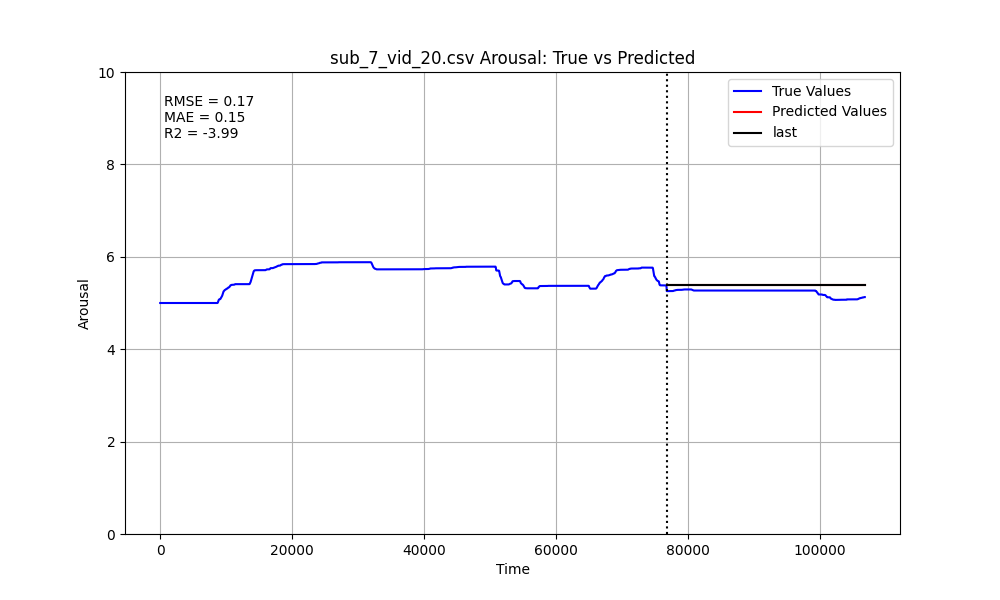 sub_7_vid_20.csv Arousal: True vs Predicted
RMSE = 0.17
MAE = 0.15
R2 = -3.99
True Values
Predicted Values
last
10
8
6
4
2
0
Arousal
0
20000
40000
60000
80000
100000
Time